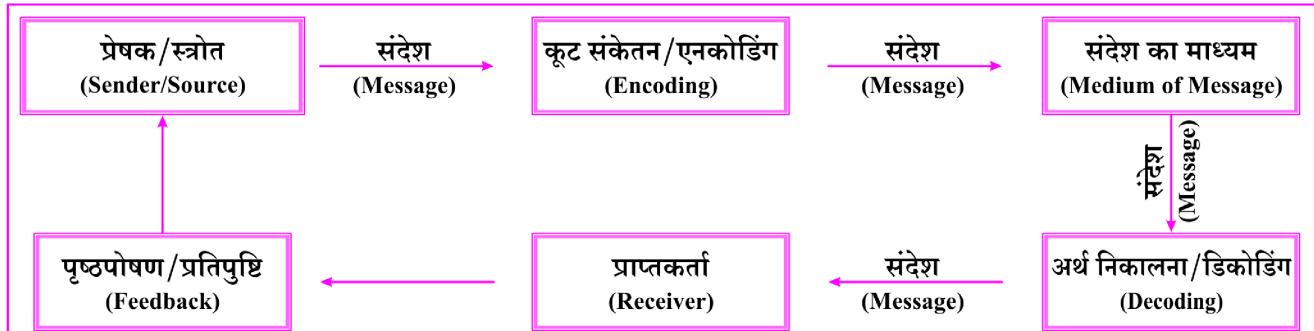 प्रेषक/स्त्रोत
(Sender/Source)
संदेश
(Message)
कूट संकेतन/एनकोडिंग
(Encoding)
संदेश
(Message)
संदेश का माध्यम
(Medium of Message)
संदेश
(Message)
अर्थ निकालना/डिकोडिंग
(Decoding)
संदेश
(Message)
प्राप्तकर्ता
(Receiver)
पृष्ठपोषण/प्रतिपुष्टि
(Feedback)